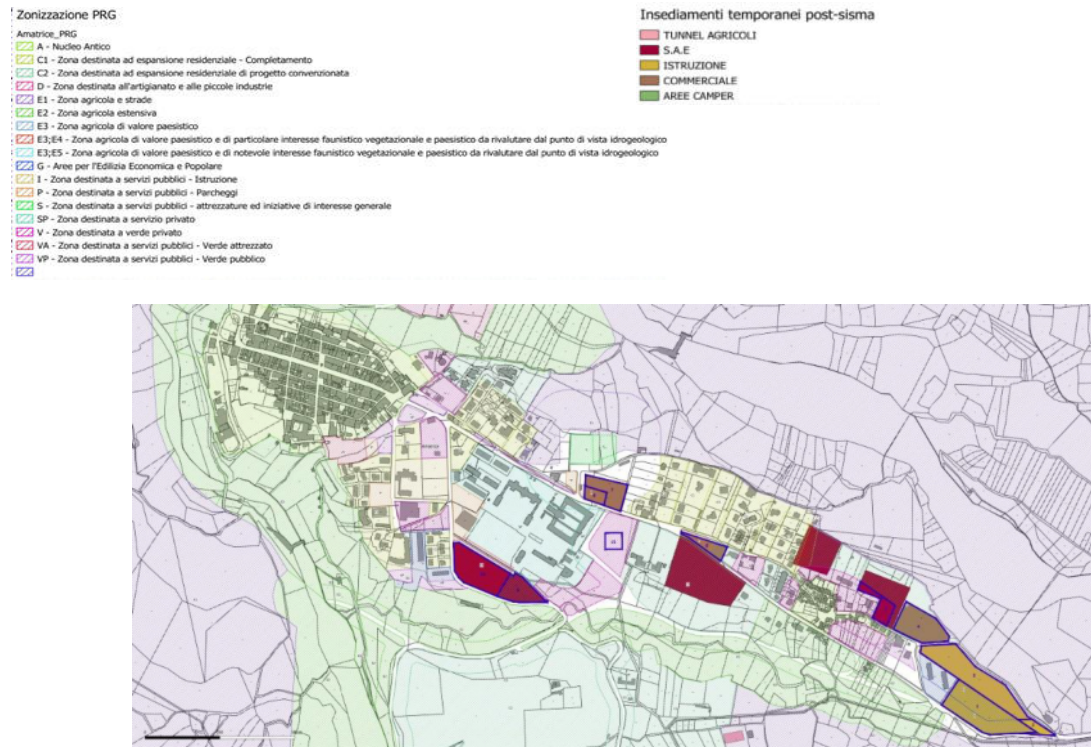 Zonizzazione PRG
Amatrice_PRG
A - Nucleo Antico
C1 - Zona destinata ad espansione residenziale - Completamento
C2 - Zona destinata ad espansione residenziale di progetto convenzionata
D - Zona destinata all'artigianato e alle piccole industrie
E1 - Zona agricola e strade
E2 - Zona agricola estensiva
E3 - Zona agricola di valore paesistico
E3;E4 - Zona agricola di valore paesistico e di particolare interesse faunistico vegetazionale e paesistico da rivalutare dal punto di vista idrogeologico
E3;E5 - Zona agricola di valore paesistico e di notevole interesse faunistico vegetazionale e paesistico da rivalutare dal punto di vista idrogeologico
G - Aree per l'Edilizia Economica e Popolare
I - Zona destinata a servizi pubblici - Istruzione
P - Zona destinata a servizi pubblici - Parcheggi
S - Zona destinata a servizi pubblici - attrezzature ed iniziative di interesse generale
SP - Zona destinata a servizio privato
V - Zona destinata a verde privato
VA - Zona destinata a servizi pubblici - Verde attrezzato
VP - Zona destinata a servizi pubblici - Verde pubblico
Insediamenti temporanei post-sisma
TUNNEL AGRICOLI
S.A.E
ISTRUZIONE
COMMERCIALE
AREE CAMPER